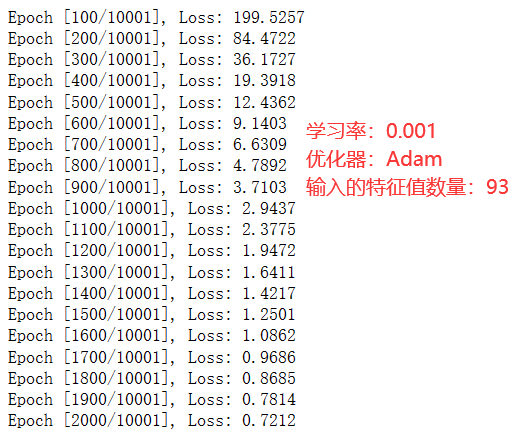 Epoch [100/10001], Loss: 199.5257
Epoch [200/10001], Loss: 84.4722
Epoch [300/10001], Loss: 36.1727
Epoch [400/10001], Loss: 19.3918
Epoch [500/10001], Loss: 12.4362
Epoch [600/10001], Loss: 9.1403
Epoch [700/10001], Loss: 6.6309
Epoch [800/10001], Loss: 4.7892
Epoch [900/10001], Loss: 3.7103
Epoch [1000/10001], Loss: 2.9437
Epoch [1100/10001], Loss: 2.3775
Epoch [1200/10001], Loss: 1.9472
Epoch [1300/10001], Loss: 1.6411
Epoch [1400/10001], Loss: 1.4217
Epoch [1500/10001], Loss: 1.2501
Epoch [1600/10001], Loss: 1.0862
Epoch [1700/10001], Loss: 0.9686
Epoch [1800/10001], Loss: 0.8685
Epoch [1900/10001], Loss: 0.7814
Epoch [2000/10001], Loss: 0.7212
学习率：0.001
优化器：Adam
输入的特征值数量：93